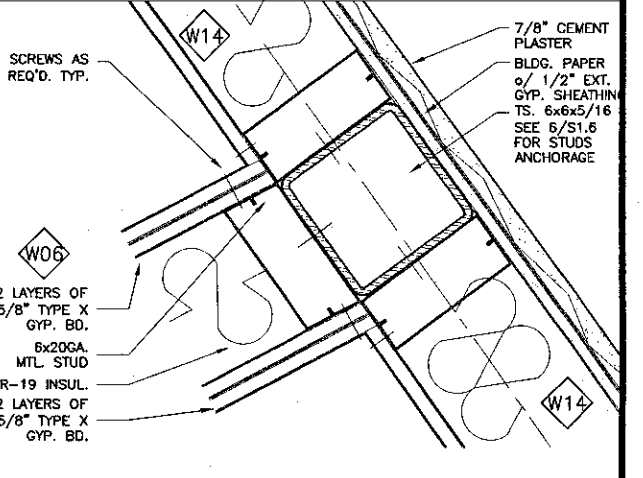 W14
SCREWS AS
REQ'D. TYP.
7/8" CEMENT
PLASTER
BLDG. PAPER
o/ 1/2" EXT.
GYP. SHEATHIN
TS. 6x6x5/16
SEE 6/S1.6
FOR STUDS
ANCHORAGE
W06
2 LAYERS OF
5/8" TYPE X
GYP. BD.
6x20GA.
MTL. STUD
R-19 INSUL.
2 LAYERS OF
5/8" TYPE X
GYP. BD.
W14